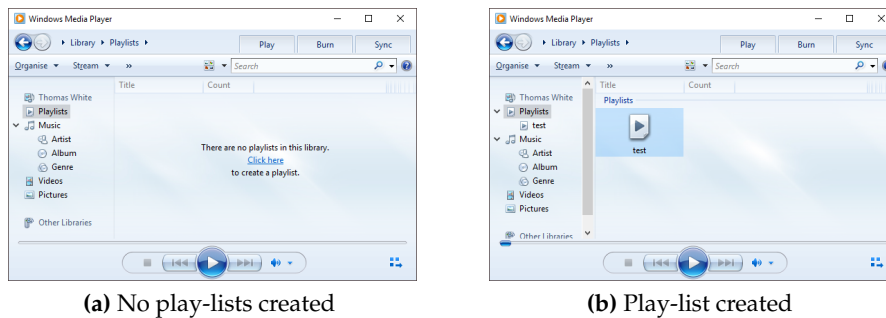 Windows Media Player
Library ▸ Playlists ▸
Play Burn Sync
Organise Stream » Search
Title Count
Thomas White
Playlists
Music
Artist
Album
Genre
Videos
Pictures
Other Libraries
There are no playlists in this library.
Click here
to create a playlist.
(a) No play-lists created
Windows Media Player
Library ▸ Playlists ▸
Play Burn Sync
Organise Stream » Search
Title Count
Thomas White
Playlists
test
Music
Artist
Album
Genre
Videos
Pictures
Other Libraries
Playlists
test
(b) Play-list created